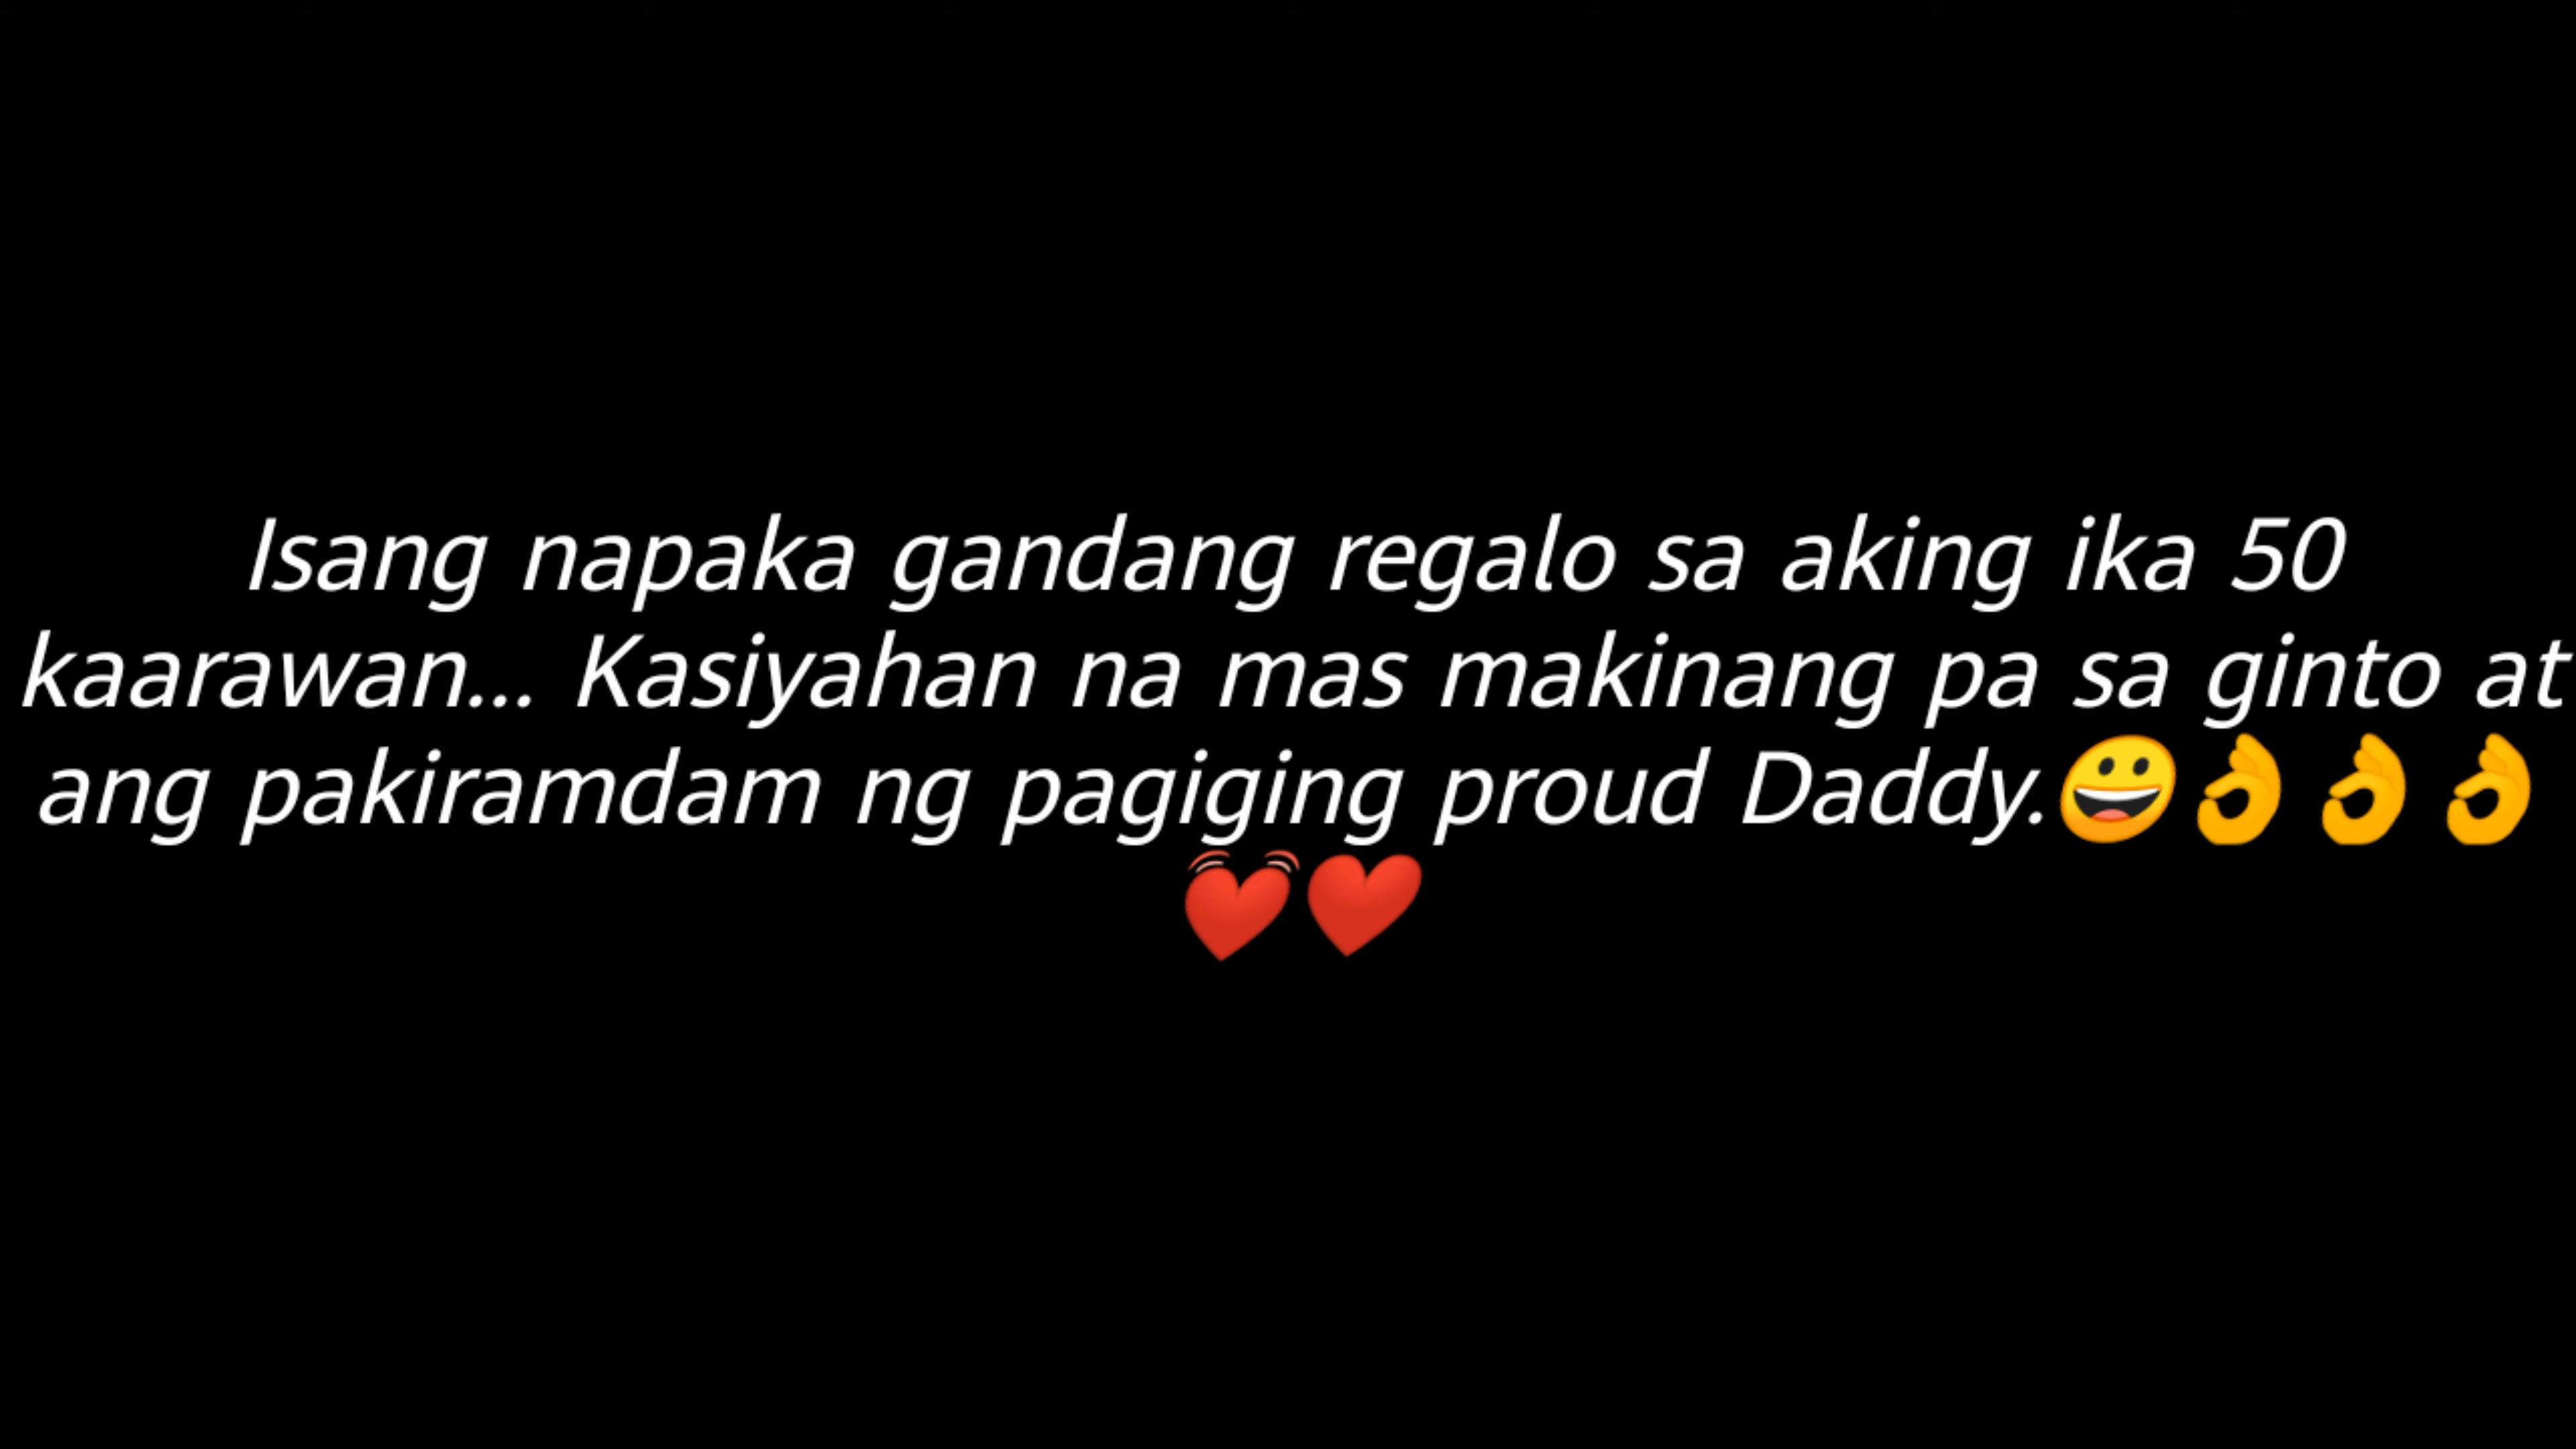 Isang napaka gandang regalo sa aking ika 50
kaarawan... Kasiyahan na mas makinang pa sa ginto at
ang pakiramdam ng pagiging proud Daddy.😀👌👌👌
💓❤️